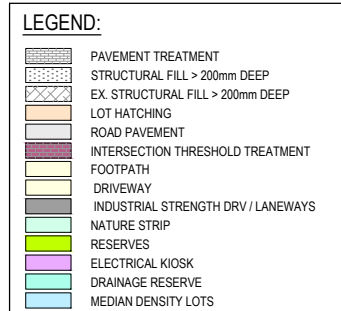 LEGEND:
PAVEMENT TREATMENT
STRUCTURAL FILL > 200mm DEEP
EX. STRUCTURAL FILL > 200mm DEEP
LOT HATCHING
ROAD PAVEMENT
INTERSECTION THRESHOLD TREATMENT
FOOTPATH
DRIVEWAY
INDUSTRIAL STRENGTH DRV / LANEWAYS
NATURE STRIP
RESERVES
ELECTRICAL KIOSK
DRAINAGE RESERVE
MEDIAN DENSITY LOTS